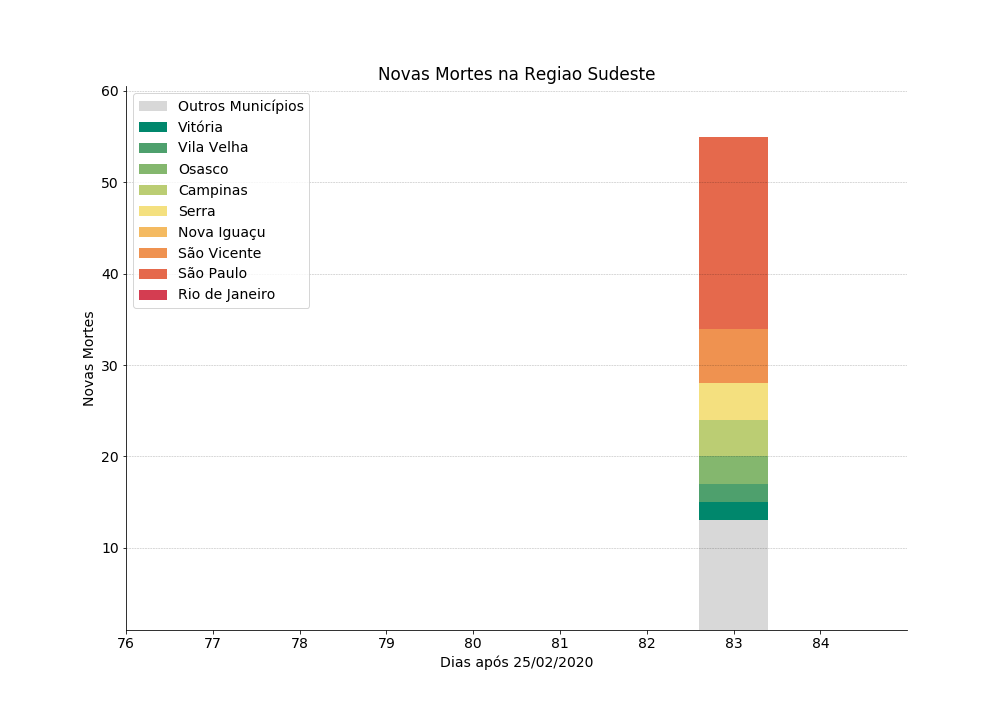 Novas Mortes na Regiao Sudeste
60
50
40
30
20
10
Novas Mortes
Outros Municípios
Vitória
Vila Velha
Osasco
Campinas
Serra
Nova Iguaçu
São Vicente
São Paulo
Rio de Janeiro
76 77 78 79 80 81 82 83 84
Dias após 25/02/2020